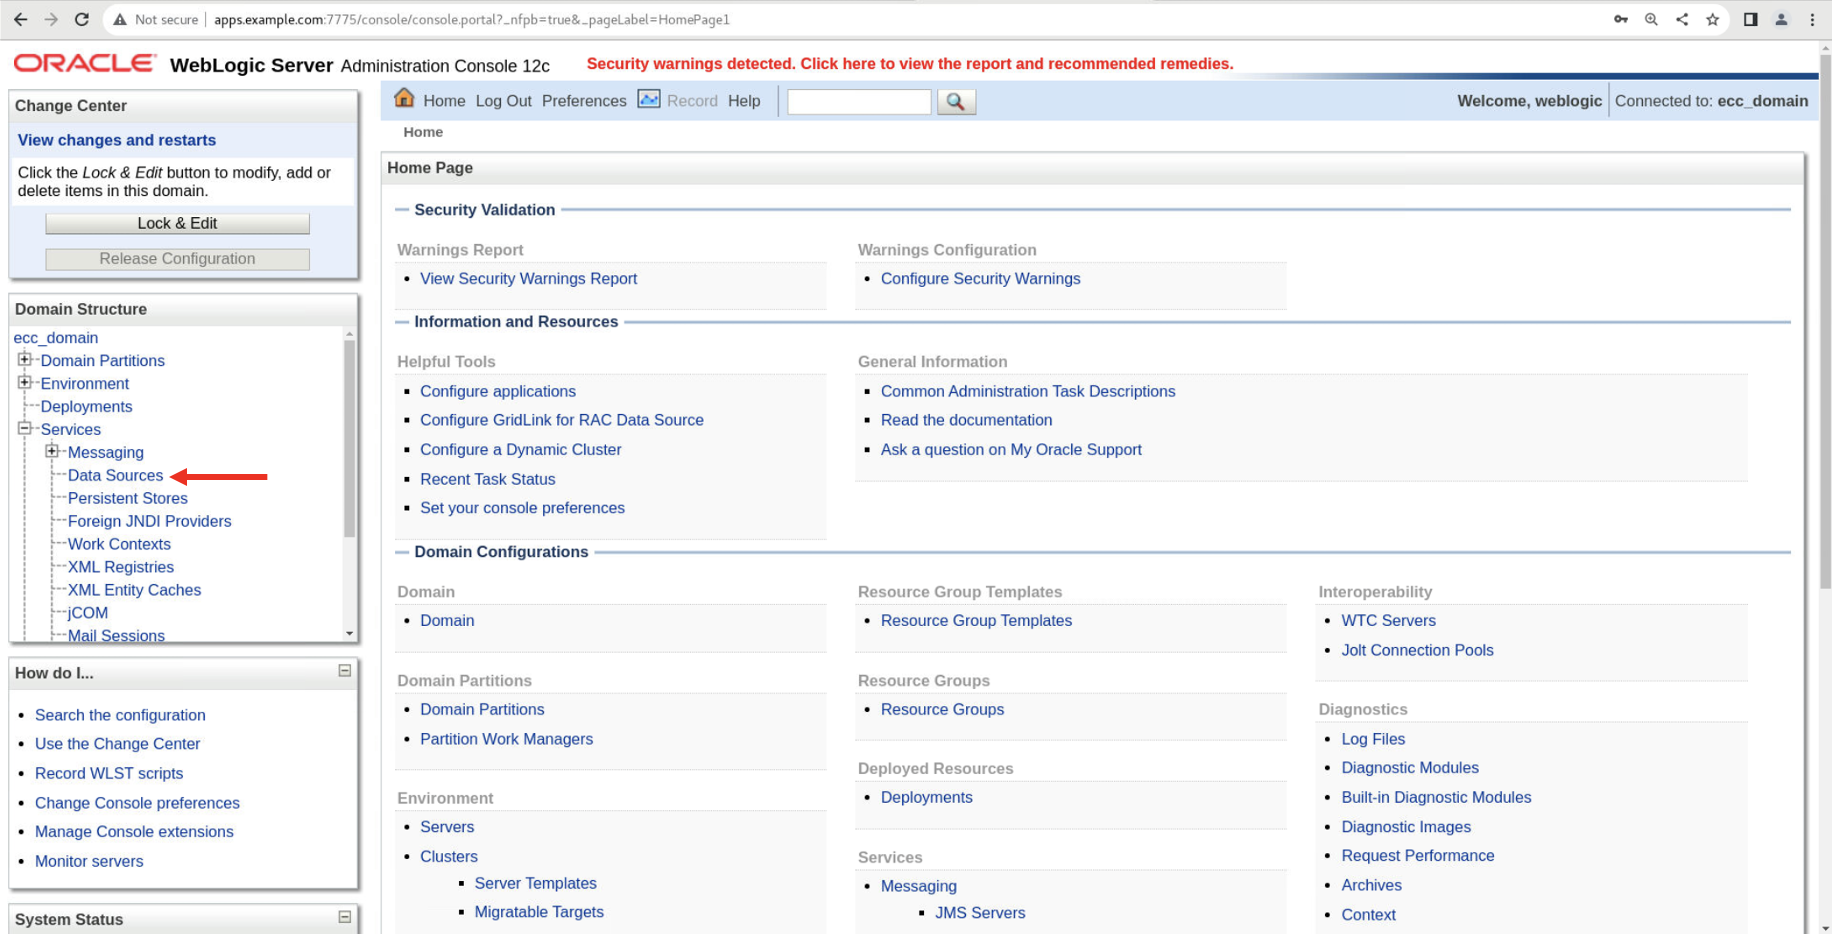 Not secure apps.example.com:7775/console/console.portal?_nfpb=true&_pageLabel=HomePage1
ORACLE WebLogic Server Administration Console 12c
Security warnings detected. Click here to view the report and recommended remedies.
Change Center
View changes and restarts
Click the Lock & Edit button to modify, add or
delete items in this domain.
Lock & Edit
Release Configuration
Domain Structure
ecc_domain
Domain Partitions
Environment
Deployments
Services
Messaging
Data Sources
Persistent Stores
Foreign JNDI Providers
Work Contexts
XML Registries
XML Entity Caches
jCOM
Mail Sessions
How do I...
Search the configuration
Use the Change Center
Record WLST scripts
Change Console preferences
Manage Console extensions
Monitor servers
System Status
Home Log Out Preferences Record Help
Welcome, weblogic Connected to: ecc_domain
Home
Home Page
Security Validation
Warnings Report
View Security Warnings Report
Warnings Configuration
Configure Security Warnings
Information and Resources
Helpful Tools
Configure applications
Configure GridLink for RAC Data Source
Configure a Dynamic Cluster
Recent Task Status
Set your console preferences
General Information
Common Administration Task Descriptions
Read the documentation
Ask a question on My Oracle Support
Domain Configurations
Domain
Domain
Domain Partitions
Domain Partitions
Partition Work Managers
Environment
Servers
Clusters
Server Templates
Migratable Targets
Resource Group Templates
Resource Group Templates
Resource Groups
Resource Groups
Deployed Resources
Deployments
Services
Messaging
JMS Servers
Interoperability
WTC Servers
Jolt Connection Pools
Diagnostics
Log Files
Diagnostic Modules
Built-in Diagnostic Modules
Diagnostic Images
Request Performance
Archives
Context